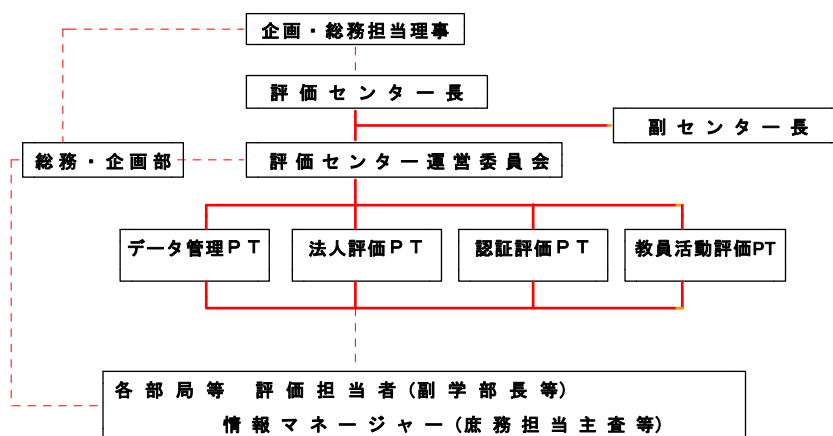 企画・総務担当理事
評価センター長
副センター長
総務・企画部
評価センター運営委員会
データ管理PT
法人評価PT
認証評価PT
教員活動評価PT
各部局等 評価担当者(副学部長等)
情報マネージャー(庶務担当主査等)